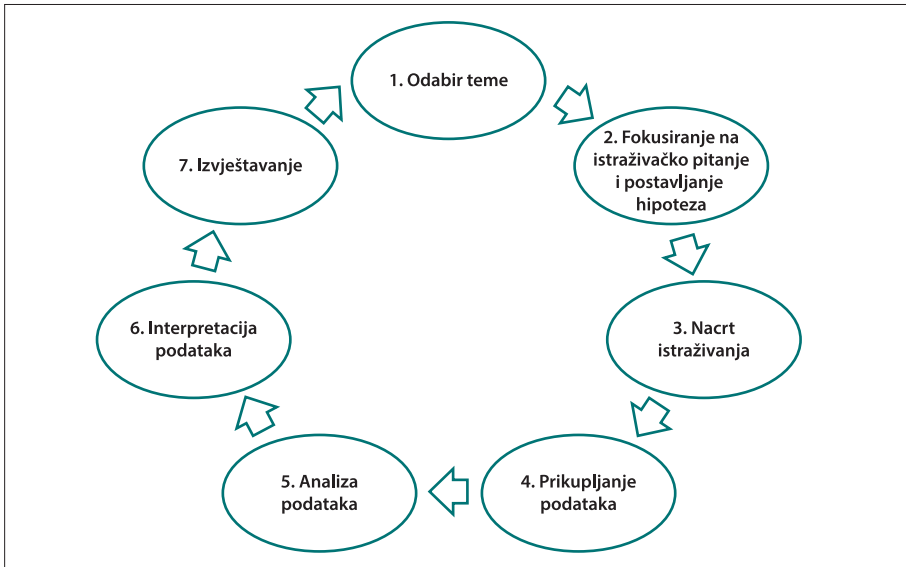 1. Odabir teme
2. Fokusiranje na
istraživačko pitanje
i postavljanje
hipoteza
3. Nacrt
istraživanja
4. Prikupljanje
podataka
5. Analiza
podataka
6. Interpretacija
podataka
7. Izvještavanje